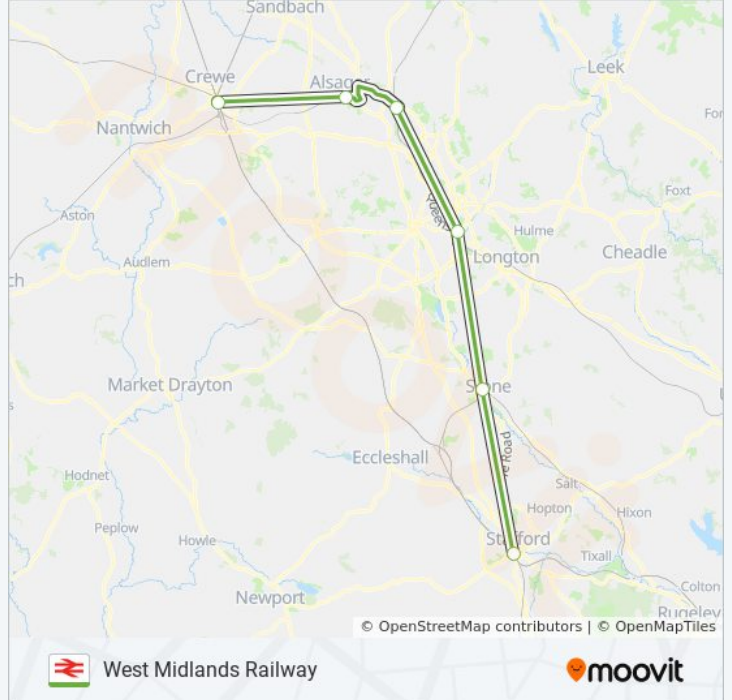 Sandbach
Crewe
Alsager
Leek
Nantwich
Foxt
Aston
Hulme
Longton
Cheadle
Audlem
Market Drayton
Stone
Eccleshall
Hodnet
Salt
Hopton
Hixon
Peplow
Howle
Stafford
Tixall
Colton
Newport
Rugeley
© OpenStreetMap contributors | © OpenMapTiles
West Midlands Railway
moovit